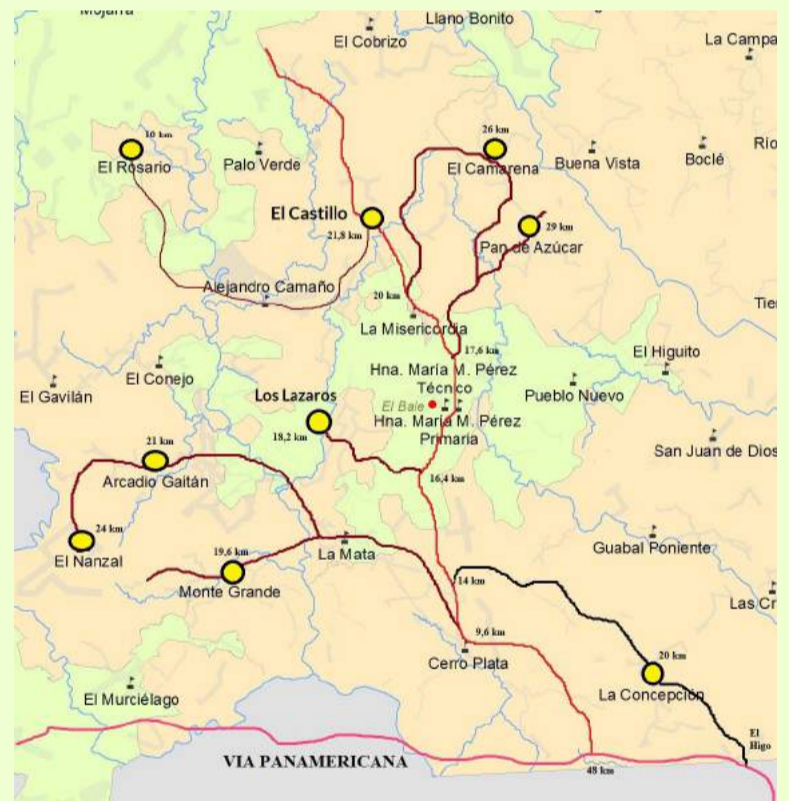 Mojarra
Llano Bonito
El Cobrizo
La Campa
10 km
26 km
El Rosario
Palo Verde
El Camarena
Buena Vista
Boclé
Río
El Castillo
21,8 km
29 km
Pan de Azúcar
Alejandro Camaño
20 km
Tie
La Misericordia
17,6 km
El Higuito
Hna. María M. Pérez
Técnico
El Conejo
El Gavilán
Los Lazaros
El Bale
Pueblo Nuevo
Hna. María M. Pérez
Primaria
18,2 km
San Juan de Dios
21 km
Arcadio Gaitán
16,4 km
24 km
El Nanzal
19,6 km
La Mata
Guabal Poniente
Monte Grande
14 km
Las Cr
9,6 km
Cerro Plata
20 km
La Concepción
El Murciélago
El
Higo
VIA PANAMERICANA
48 km